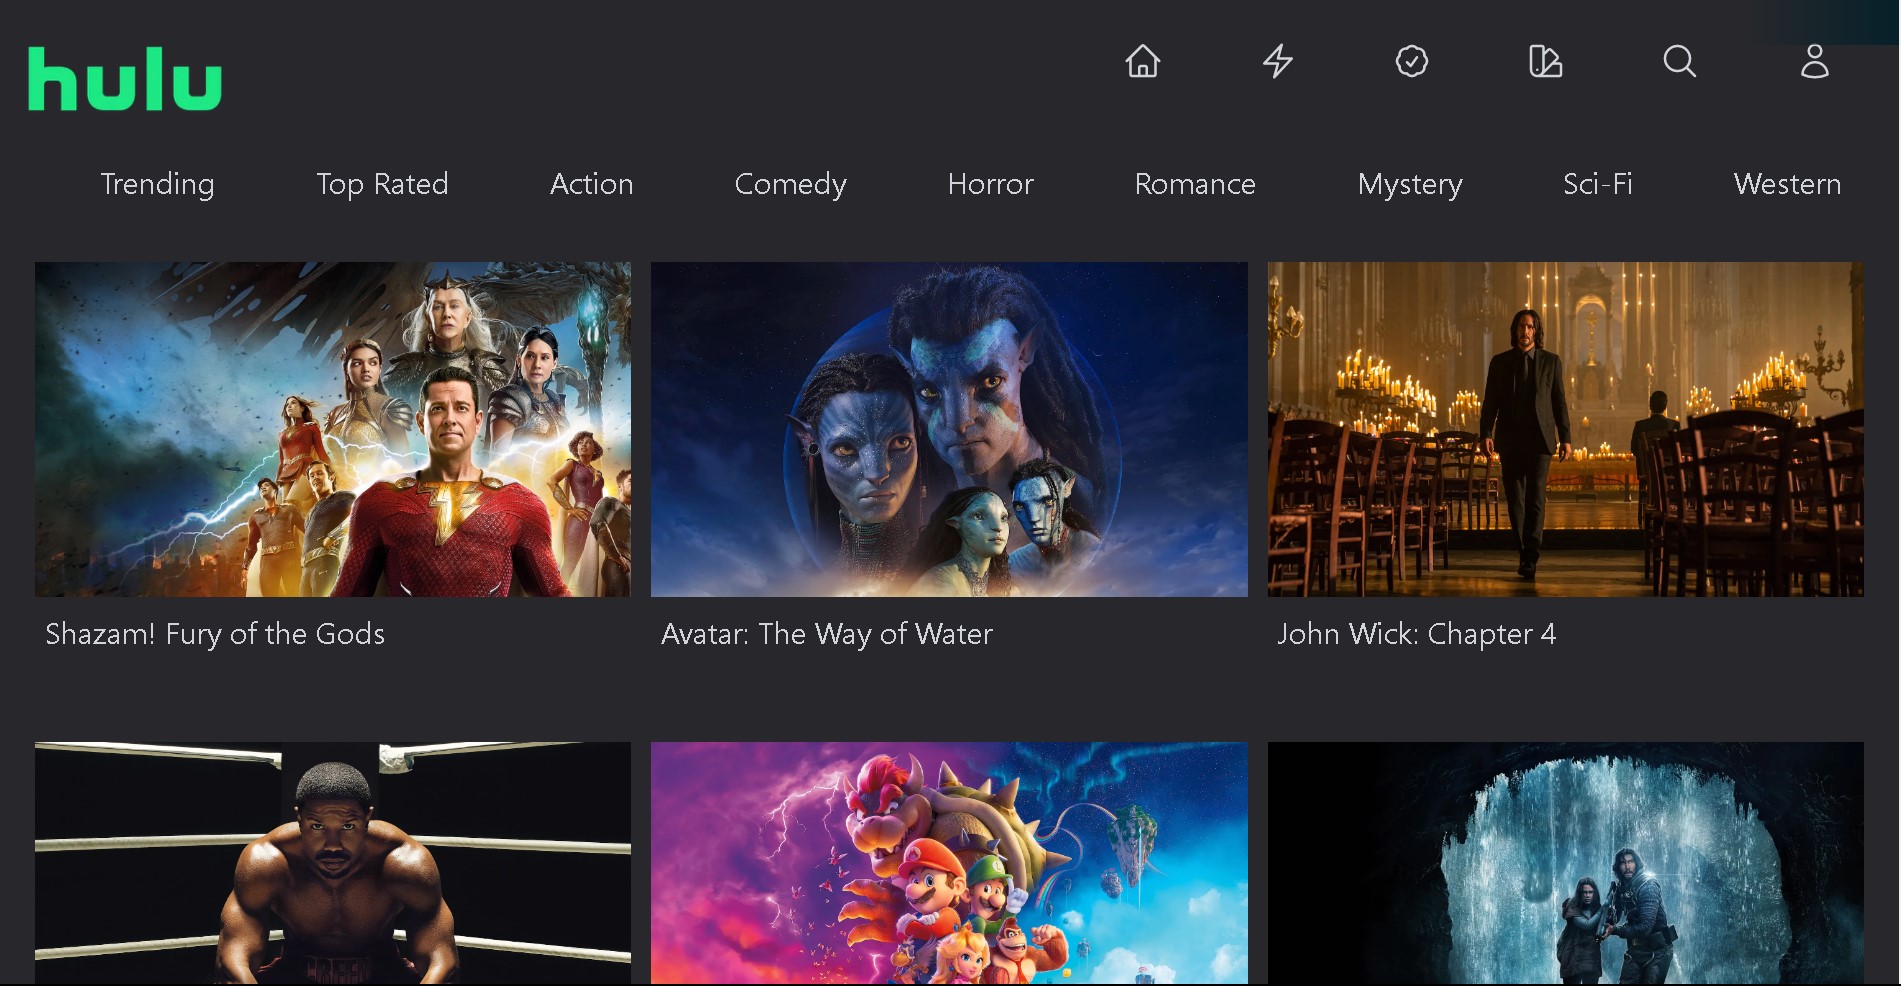 hulu
Trending Top Rated Action Comedy Horror Romance Mystery Sci-Fi Western
Shazam! Fury of the Gods
Avatar: The Way of Water
John Wick: Chapter 4